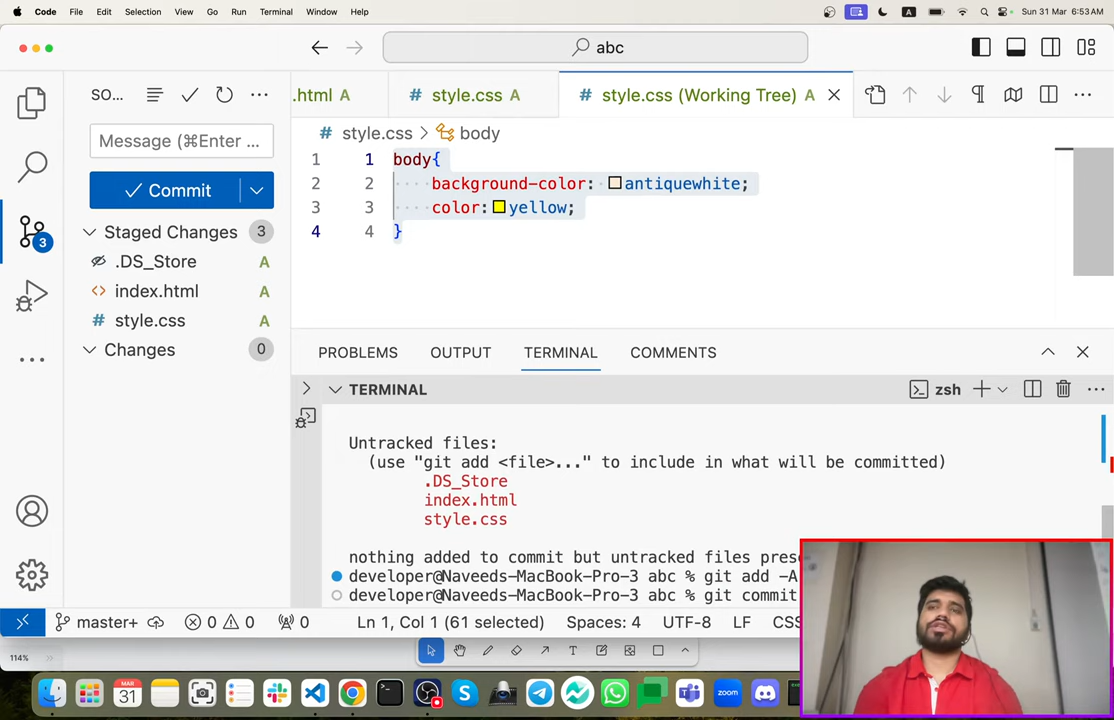 Code File Edit Selection View Go Run Terminal Window Help
A Sun 31 Mar 6:53 AM
abc
SO...
.html A
# style.css A
# style.css (Working Tree) A
Message (⌘Enter ...
# style.css > body
Commit
1 1 body{
2 2 ····background-color: antiquewhite;
3 3 ····color:yellow;
4 4 }
Staged Changes 3
.DS_Store A
<> index.html A
# style.css A
Changes 0
3
PROBLEMS OUTPUT TERMINAL COMMENTS
TERMINAL
zsh
Untracked files:
(use "git add <file>..." to include in what will be committed)
.DS_Store
index.html
style.css
nothing added to commit but untracked files
developer@Naveeds-MacBook-Pro-3 abc % git add -A
developer@Naveeds-MacBook-Pro-3 abc % git commit
master+ 0 0 0 Ln 1, Col 1 (61 selected) Spaces: 4 UTF-8 LF CSS
114%
MAR
31
zoom